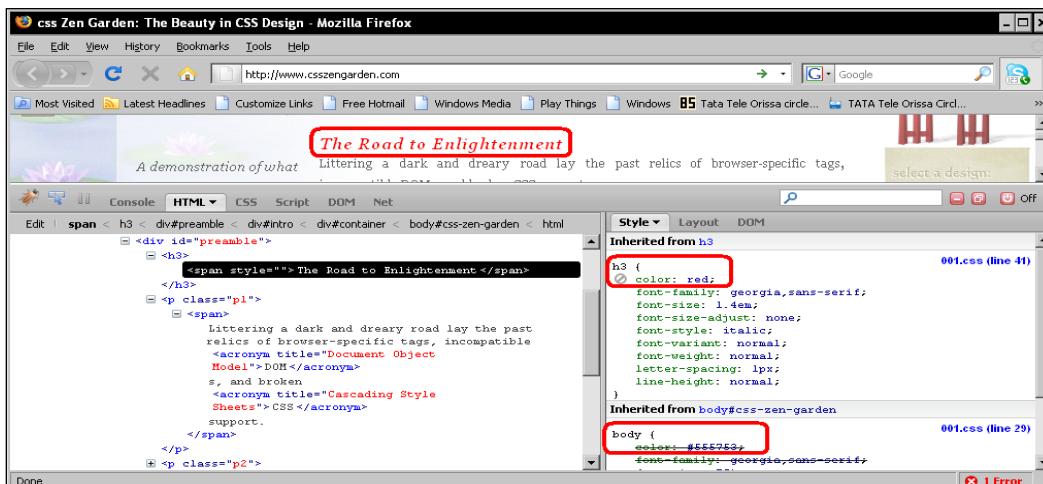 css Zen Garden: The Beauty in CSS Design - Mozilla Firefox
File Edit View History Bookmarks Tools Help
http://www.csszengarden.com
G Google
Most Visited Latest Headlines Customize Links Free Hotmail Windows Media Play Things Windows Tata Tele Orissa circle... TATA Tele Orissa Circl... »
The Road to Enlightenment
A demonstration of what
Littering a dark and dreary road lay the past relics of browser-specific tags,
select a design:
Console HTML CSS Script DOM Net
Off
Edit span < h3 < div#preamble < div#intro < div#container < body#css-zen-garden < html
<div id="preamble">
<h3>
<span style="">The Road to Enlightenment</span>
</h3>
<p class="p1">
<span>
Littering a dark and dreary road lay the past
relics of browser-specific tags, incompatible
<acronym title="Document Object
Model">DOM</acronym>
s, and broken
<acronym title="Cascading Style
Sheets">CSS</acronym>
support.
</span>
</p>
<p class="p2">
Style Layout DOM
Inherited from h3
h3 {
001.css (line 41)
color: red;
font-family: georgia,sans-serif;
font-size: 1.4em;
font-size-adjust: none;
font-style: italic;
font-variant: normal;
font-weight: normal;
letter-spacing: 1px;
line-height: normal;
}
Inherited from body#css-zen-garden
body {
001.css (line 29)
color: #555753;
font-family: georgia,sans-serif;
Done
1 Error